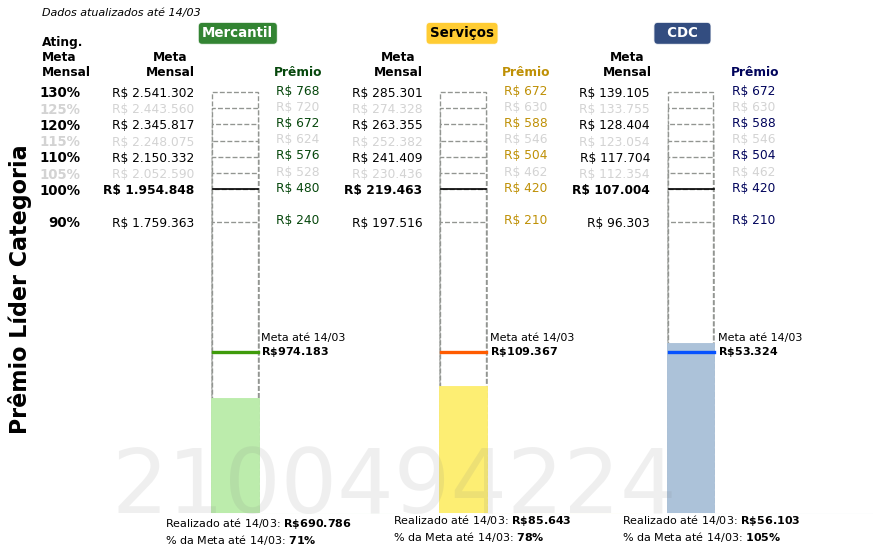 Dados atualizados até 14/03
Mercantil Serviços CDC
Ating. Meta Mensal Meta Mensal Prêmio Meta Mensal Prêmio Meta Mensal Prêmio
130% R$ 2.541.302 R$ 768 R$ 285.301 R$ 672 R$ 139.105 R$ 672
125% R$ 2.443.560 R$ 720 R$ 274.328 R$ 630 R$ 133.755 R$ 630
120% R$ 2.345.817 R$ 672 R$ 263.355 R$ 588 R$ 128.404 R$ 588
115% R$ 2.248.075 R$ 624 R$ 252.382 R$ 546 R$ 123.054 R$ 546
110% R$ 2.150.332 R$ 576 R$ 241.409 R$ 504 R$ 117.704 R$ 504
105% R$ 2.052.590 R$ 528 R$ 230.436 R$ 462 R$ 112.354 R$ 462
100% R$ 1.954.848 R$ 480 R$ 219.463 R$ 420 R$ 107.004 R$ 420
90% R$ 1.759.363 R$ 240 R$ 197.516 R$ 210 R$ 96.303 R$ 210
Prêmio Líder Categoria
Meta até 14/03 Meta até 14/03 Meta até 14/03
R$974.183 R$109.367 R$53.324
2100494224
Realizado até 14/03: R$690.786 Realizado até 14/03: R$85.643 Realizado até 14/03: R$56.103
% da Meta até 14/03: 71% % da Meta até 14/03: 78% % da Meta até 14/03: 105%